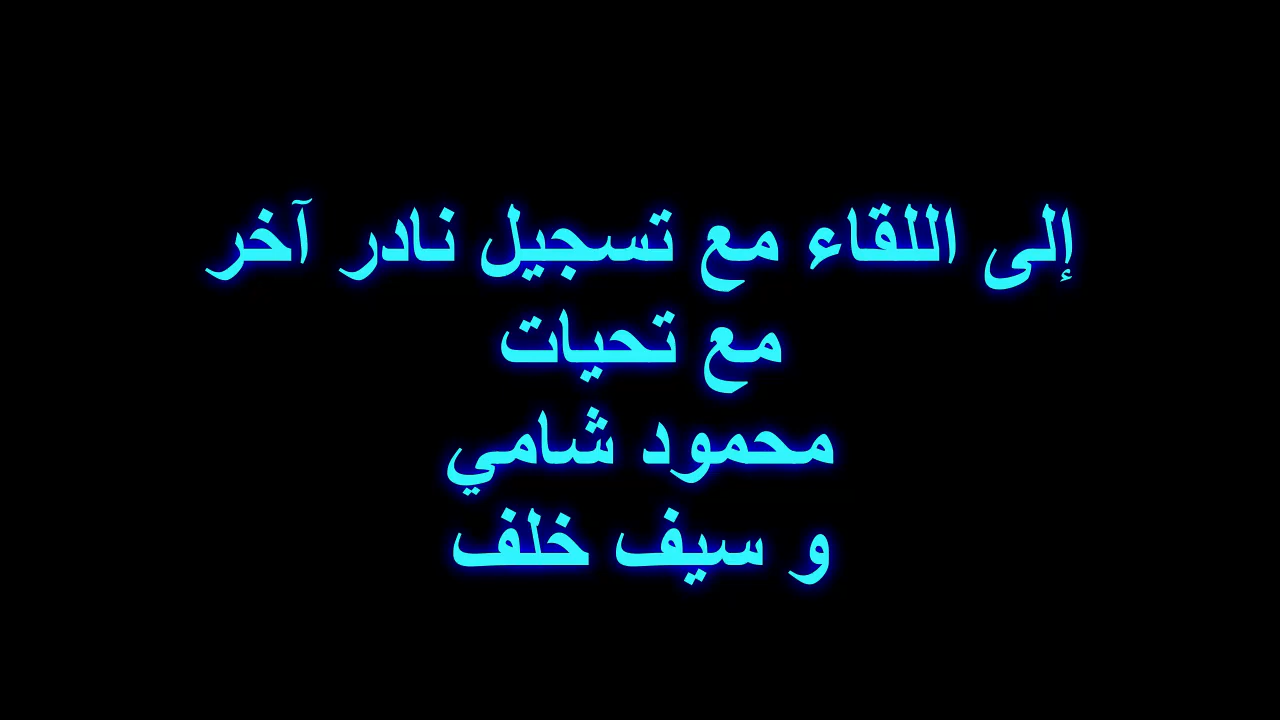 إلى اللقاء مع تسجيل نادر آخر
مع تحيات
محمود شامي
و سيف خلف